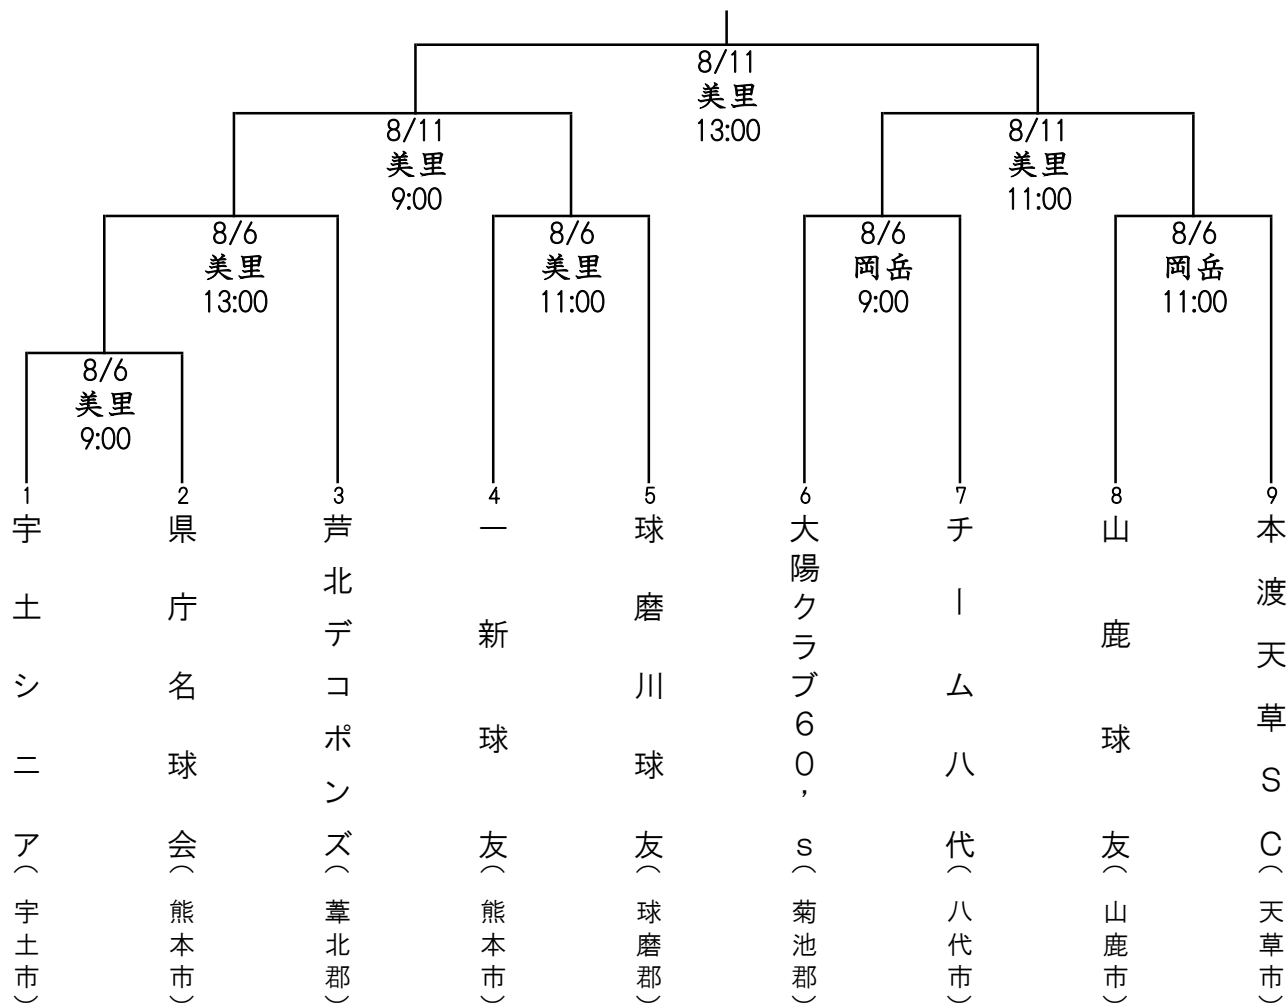 8/11
美里
13:00
8/11
美里
9:00
8/11
美里
11:00
8/6
美里
13:00
8/6
美里
11:00
8/6
岡岳
9:00
8/6
岡岳
11:00
8/6
美里
9:00
1
宇土シニア（宇土市）
2
県庁名球会（熊本市）
3
芦北デコポンズ（葦北郡）
4
一新球友（熊本市）
5
球磨川球友（球磨郡）
6
大陽クラブ６０’ｓ（菊池郡）
7
チーム八代（八代市）
8
山鹿球友（山鹿市）
9
本渡天草ＳＣ（天草市）